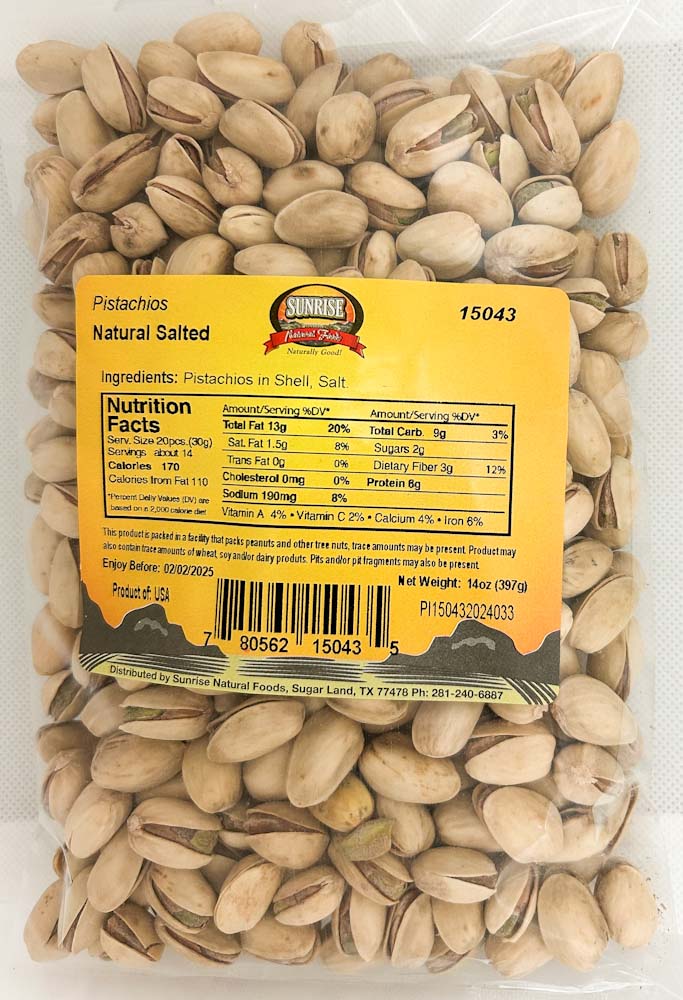 Pistachios
Natural Salted
SUNRISE
Natural Foods
Naturally Good!
15043
Ingredients: Pistachios in Shell, Salt.
Nutrition
Facts
Serv. Size 20pcs.(30g)
Servings about 14
Calories 170
Calories from Fat 110
*Percent Daily Values (DV) are
based on a 2,000 calorie diet
Amount/Serving %DV*
Total Fat 13g 20%
Sat. Fat 1.5g 8%
Trans Fat 0g 0%
Cholesterol 0mg 0%
Sodium 190mg 8%
Amount/Serving %DV*
Total Carb. 9g 3%
Sugars 2g
Dietary Fiber 3g 12%
Protein 6g
Vitamin A 4% • Vitamin C 2% • Calcium 4% • Iron 6%
This product is packed in a facility that packs peanuts and other tree nuts, trace amounts may be present. Product may
also contain trace amounts of wheat, soy and/or dairy produts. Pits and/or pit fragments may also be present.
Enjoy Before: 02/02/2025
Net Weight: 14oz (397g)
Product of: USA
PI150432024033
7 80562 15043 5
Distributed by Sunrise Natural Foods, Sugar Land, TX 77478 Ph: 281-240-6887